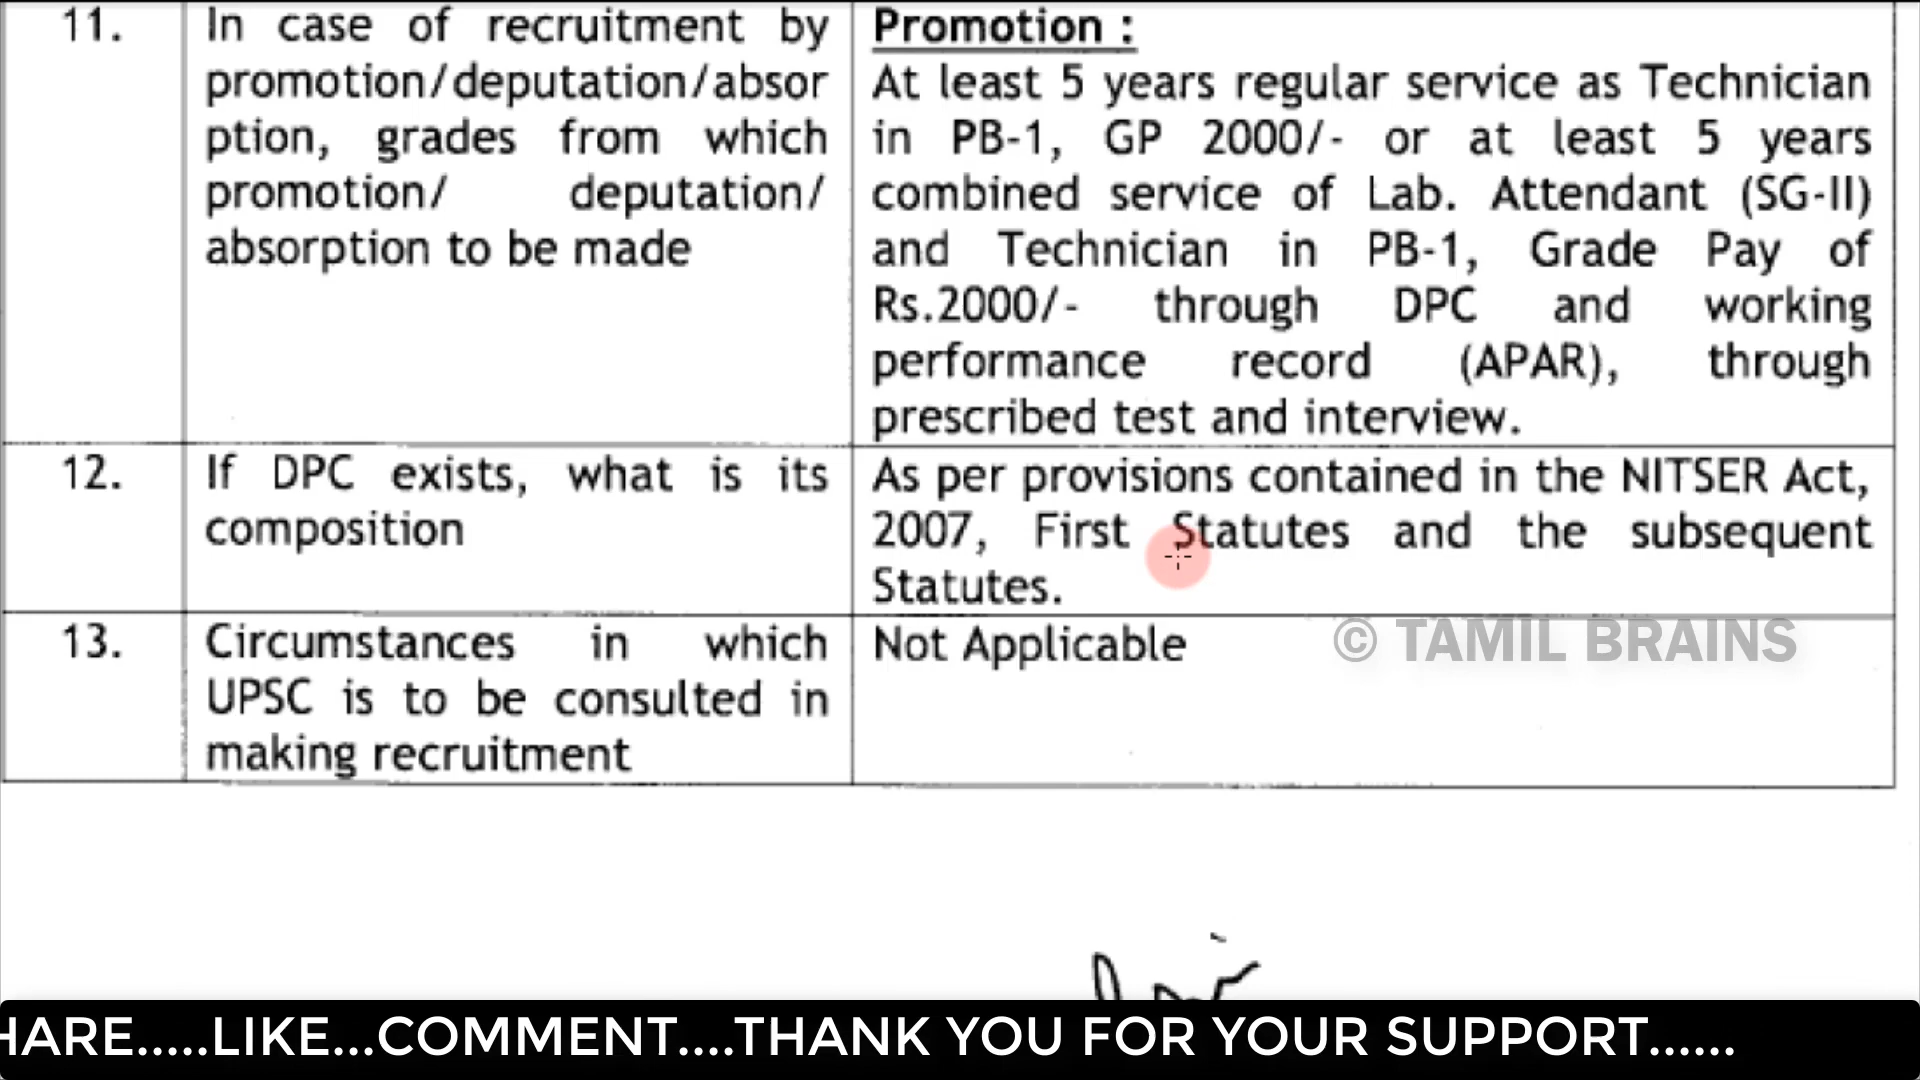 11.
In case of recruitment by
promotion/deputation/absor
ption, grades from which
promotion/ deputation/
absorption to be made
Promotion :
At least 5 years regular service as Technician
in PB-1, GP 2000/- or at least 5 years
combined service of Lab. Attendant (SG-II)
and Technician in PB-1, Grade Pay of
Rs.2000/- through DPC and working
performance record (APAR), through
prescribed test and interview.
12.
If DPC exists, what is its
composition
As per provisions contained in the NITSER Act,
2007, First Statutes and the subsequent
Statutes.
13.
Circumstances in which
UPSC is to be consulted in
making recruitment
Not Applicable
© TAMIL BRAINS
HARE.....LIKE...COMMENT....THANK YOU FOR YOUR SUPPORT......